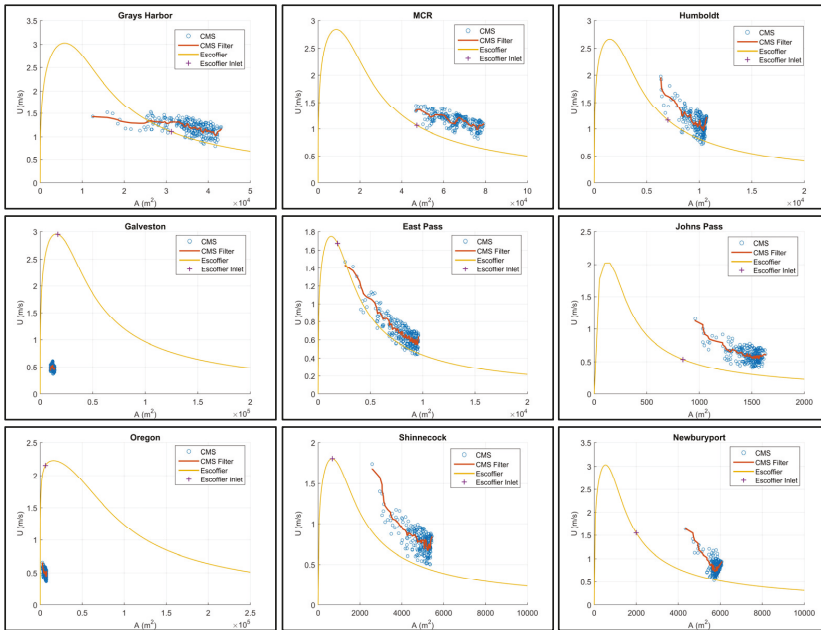 Grays Harbor
3.5
3
2.5
2
1.5
1
0.5
0
U (m/s)
CMS
CMS Filter
Escoffier
Escoffier Inlet
0 1 2 3 4 5
A (m²) ×10⁴
MCR
3
2.5
2
1.5
1
0.6
0
U (m/s)
CMS
CMS Filter
Escoffier
Escoffier Inlet
0 2 4 6 8 10
A (m²) ×10⁴
Humboldt
3
2.5
2
1.5
1
0.6
0
U (m/s)
CMS
CMS Filter
Escoffier
Escoffier Inlet
0 0.5 1 1.5 2
A (m²) ×10⁴
Galveston
3
2.5
2
1.5
1
0.5
0
U (m/s)
CMS
CMS Filter
Escoffier
Escoffier Inlet
0 0.5 1 1.5 2
A (m²) ×10⁵
East Pass
1.8
1.6
1.4
1.2
1
0.8
0.6
0.4
0.2
0
U (m/s)
CMS
CMS Filter
Escoffier
Escoffier Inlet
0 0.5 1 1.5 2
A (m²) ×10⁴
Johns Pass
2.5
2
1.5
1
0.5
0
U (m/s)
CMS
CMS Filter
Escoffier
Escoffier Inlet
0 500 1000 1500 2000
A (m²)
Oregon
2.5
2
1.5
1
0.5
0
U (m/s)
CMS
CMS Filter
Escoffier
Escoffier Inlet
0 0.5 1 1.5 2 2.5
A (m²) ×10⁵
Shinnecock
2
1.5
1
0.5
0
U (m/s)
CMS
CMS Filter
Escoffier
Escoffier Inlet
0 2000 4000 6000 8000 10000
A (m²)
Newburyport
3.5
3
2.5
2
1.5
1
0.5
0
U (m/s)
CMS
CMS Filter
Escoffier
Escoffier Inlet
0 2000 4000 6000 8000 10000
A (m²)